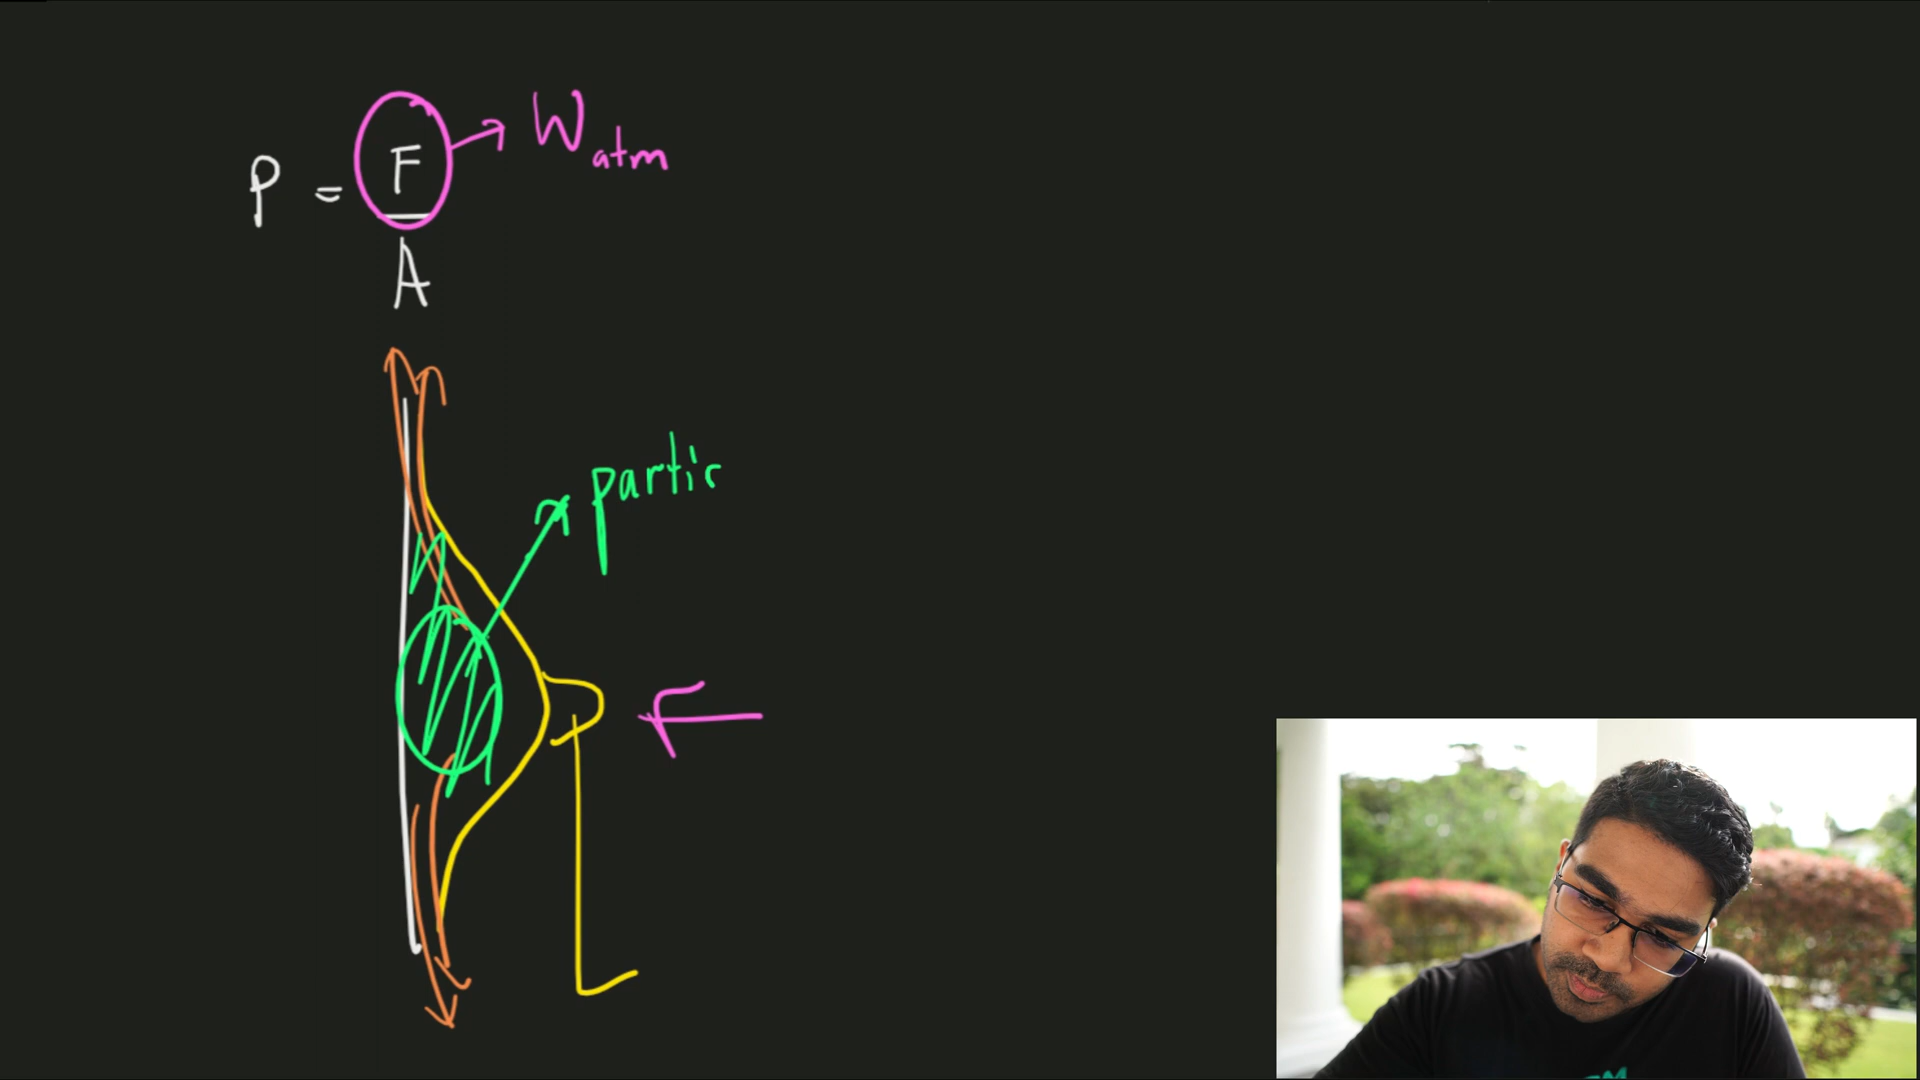 P = F/A → W atm
partic